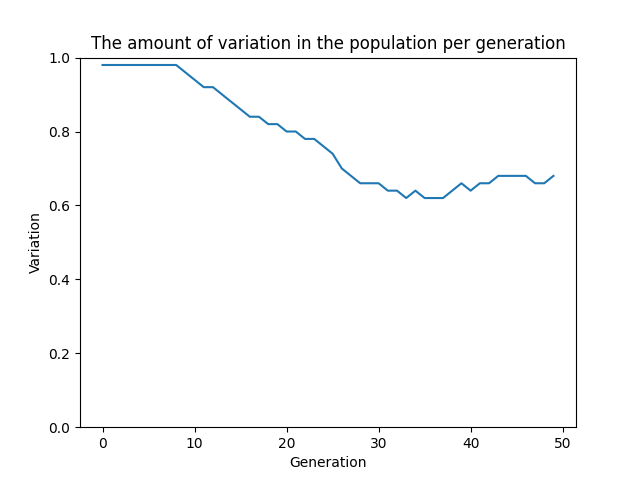 The amount of variation in the population per generation
1.0
0.8
0.6
0.4
0.2
0.0
Variation
0 10 20 30 40 50
Generation